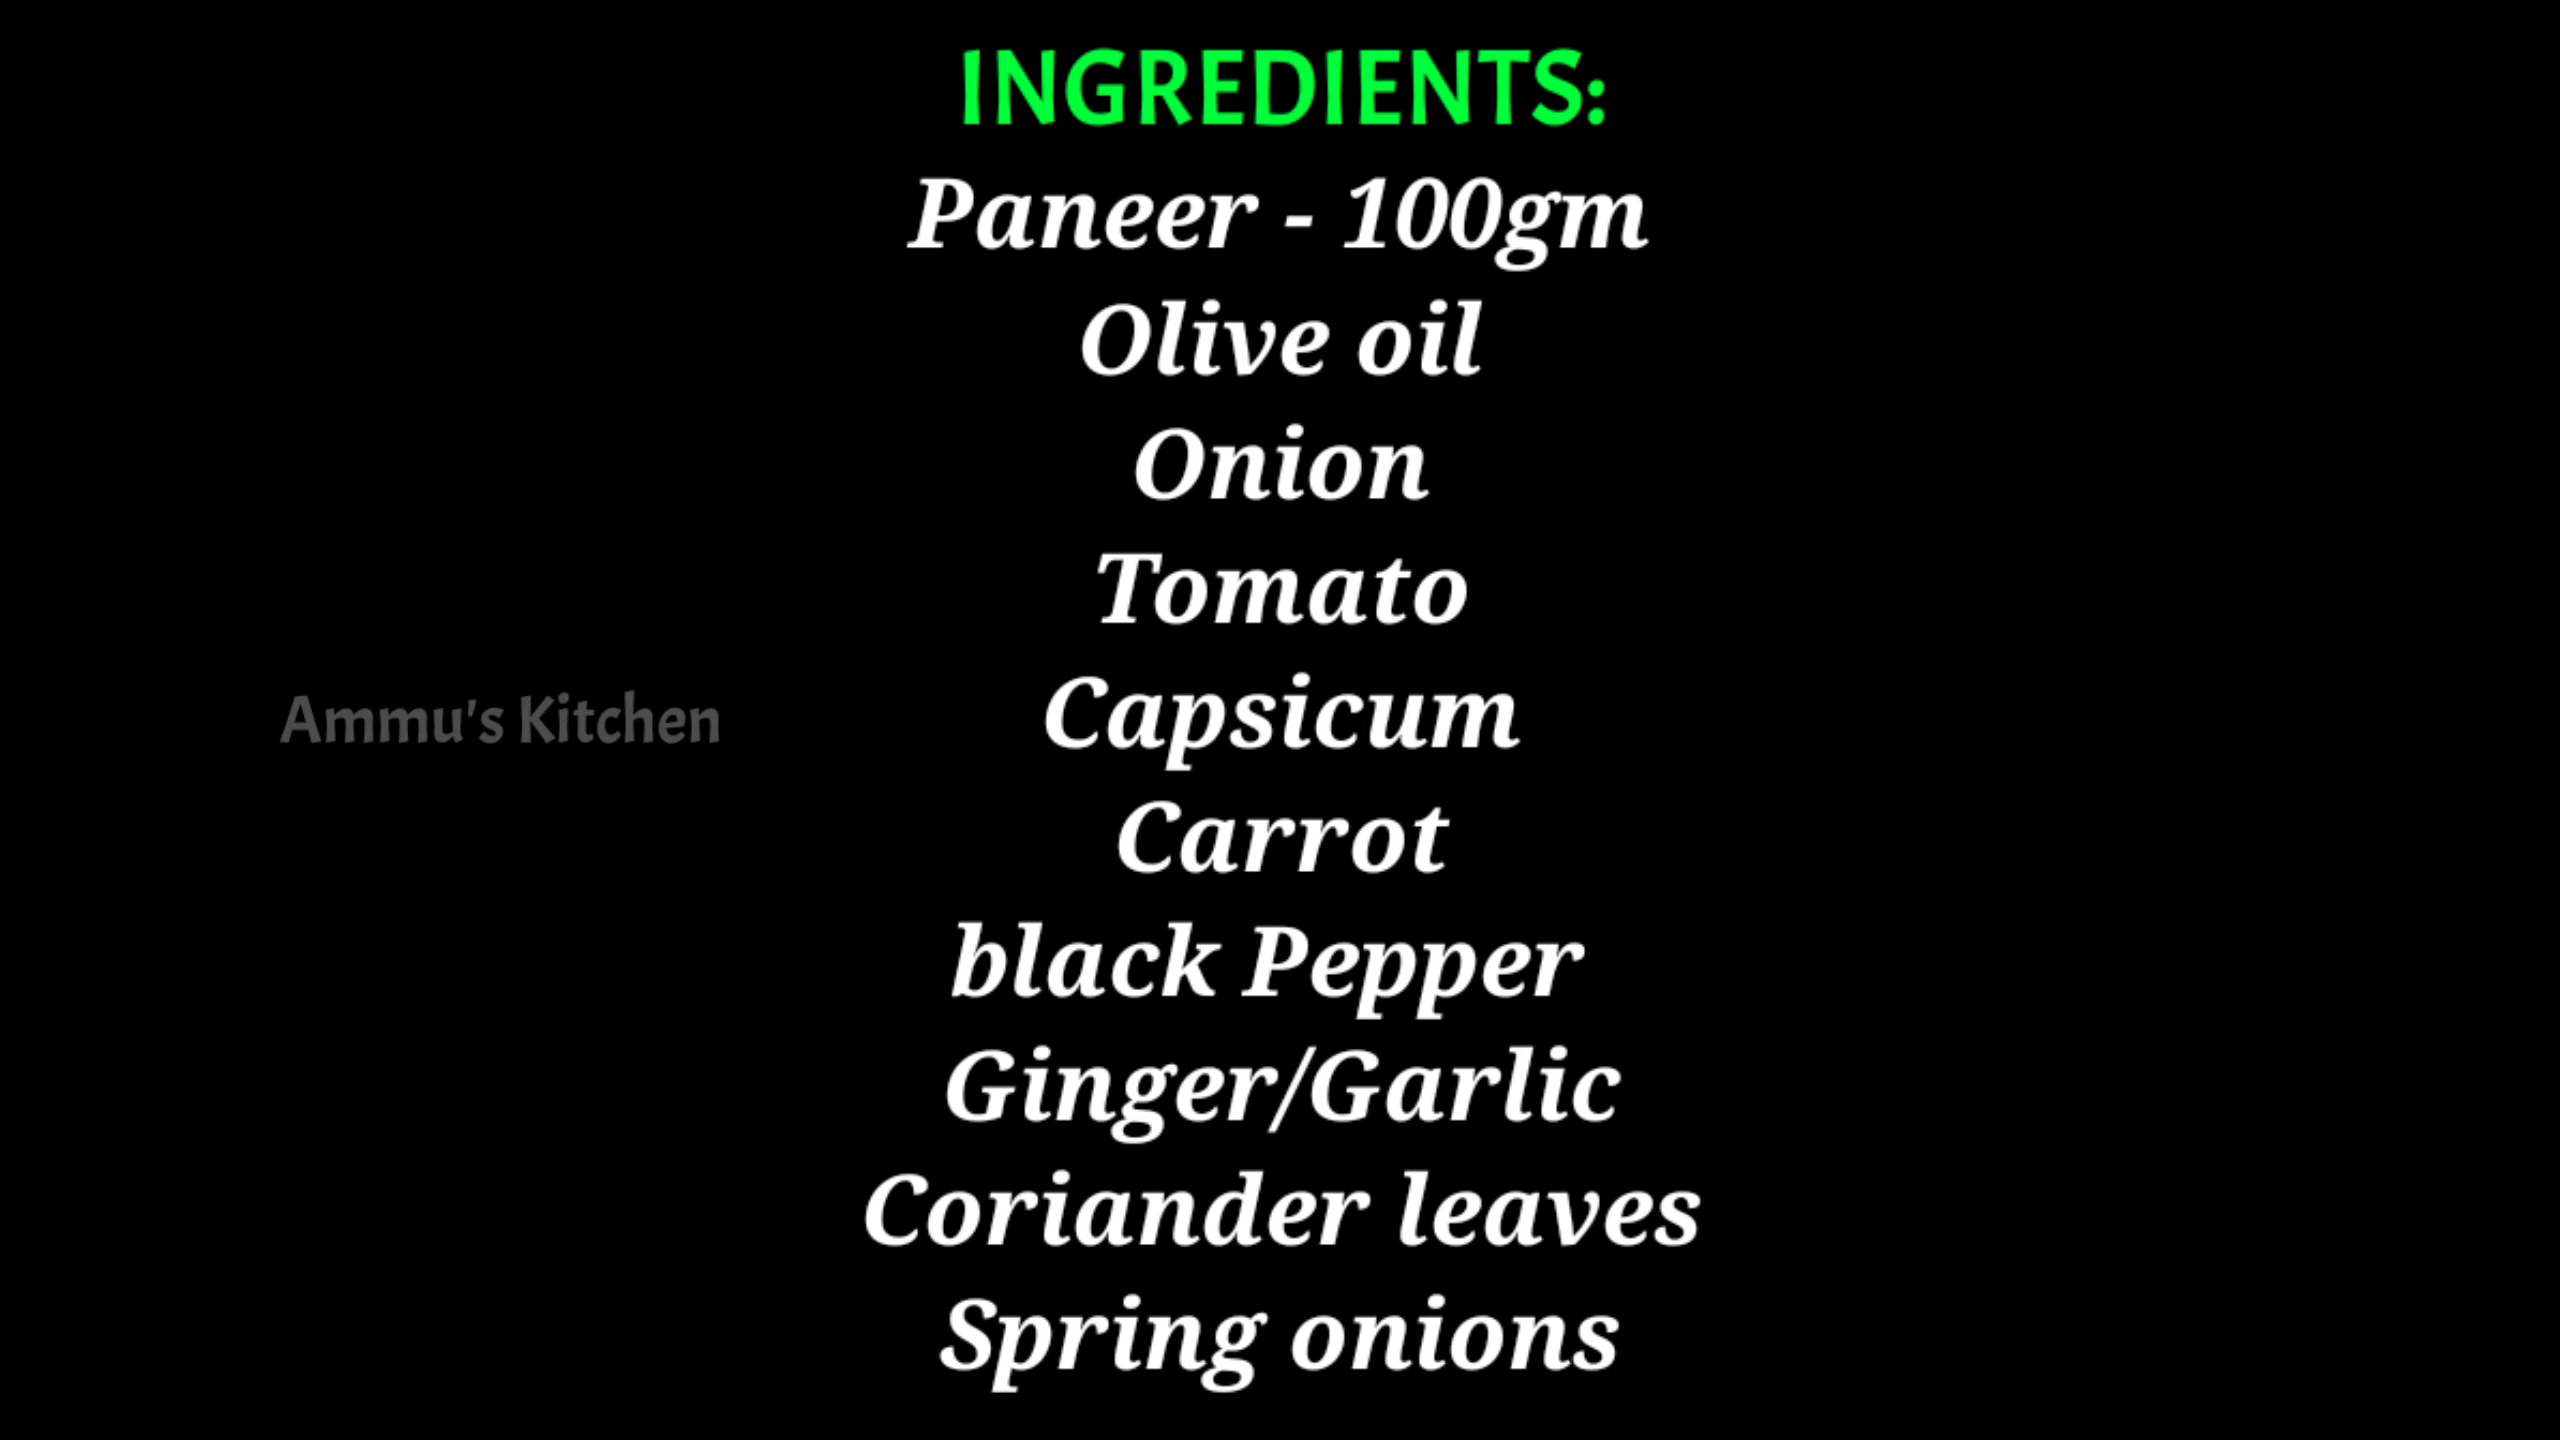 INGREDIENTS:
Paneer - 100gm
Olive oil
Onion
Tomato
Capsicum
Ammu's Kitchen
Carrot
black Pepper
Ginger/Garlic
Coriander leaves
Spring onions